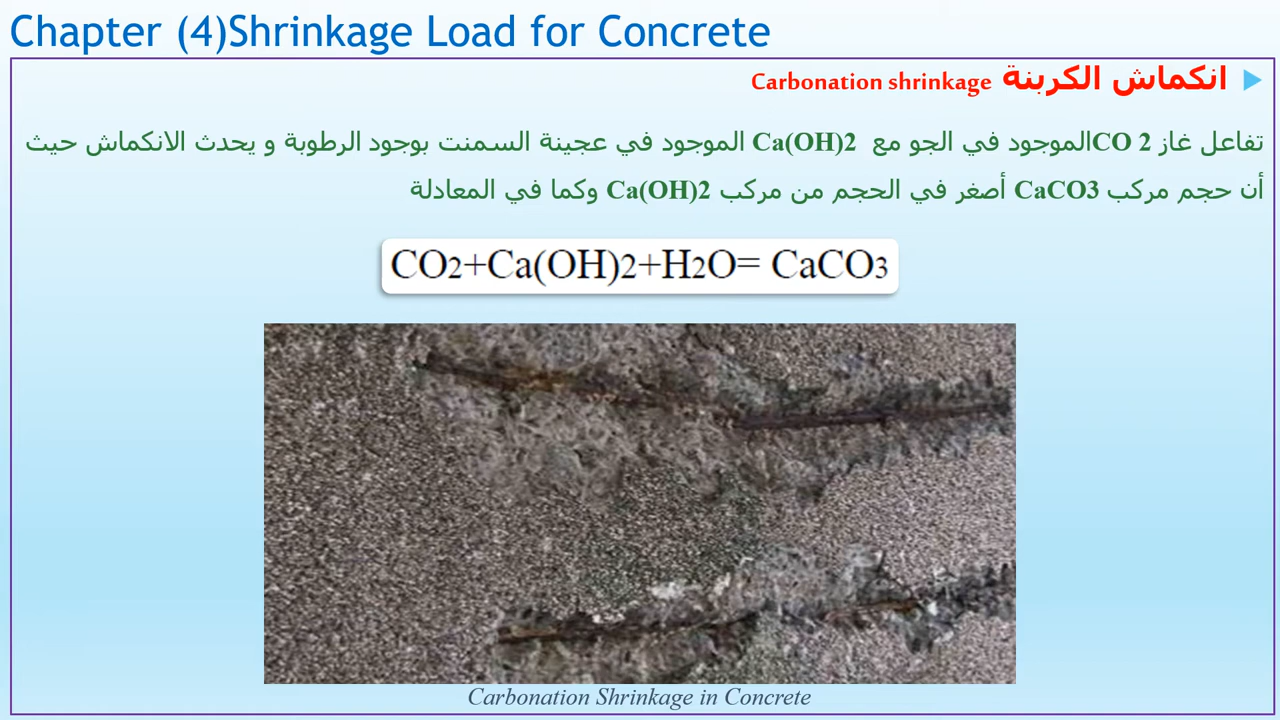 Chapter (4)Shrinkage Load for Concrete
انكماش الكربنة Carbonation shrinkage
تفاعل غاز CO 2الموجود في الجو مع Ca(OH)2 الموجود في عجينة السمنت بوجود الرطوبة و يحدث الانكماش حيث
أن حجم مركب CaCO3 أصغر في الحجم من مركب Ca(OH)2 وكما في المعادلة
CO2+Ca(OH)2+H2O= CaCO3
Carbonation Shrinkage in Concrete